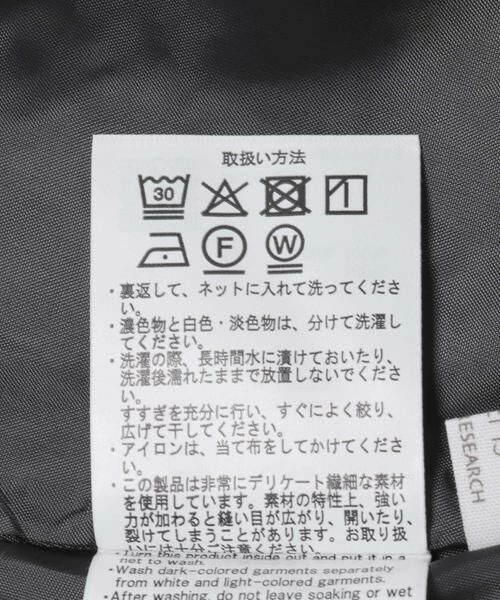 取扱い方法
30
F W
・裏返して、ネットに入れて洗ってくださ
い。
・濃色物と白色・淡色物は、分けて洗濯し
てください。
・洗濯の際、長時間水に漬けておいたり、
洗濯後濡れたままで放置しないでくださ
い。
すすぎを充分に行い、すぐによく絞り、
広げて干してください。
・アイロンは、当て布をしてかけてくださ
い。
・この製品は非常にデリケート繊細な素材
を使用しています。素材の特性上、強い
力が加わると縫い目が広がり、開いたり、
裂けてしまうことがあります。お取り扱
いには十分ご注意ください。
・Turn this product inside out and put it in a
net to wash.
・Wash dark-colored garments separately
from white and light-colored garments.
・After washing, do not leave soaking or wet
ESEARCH